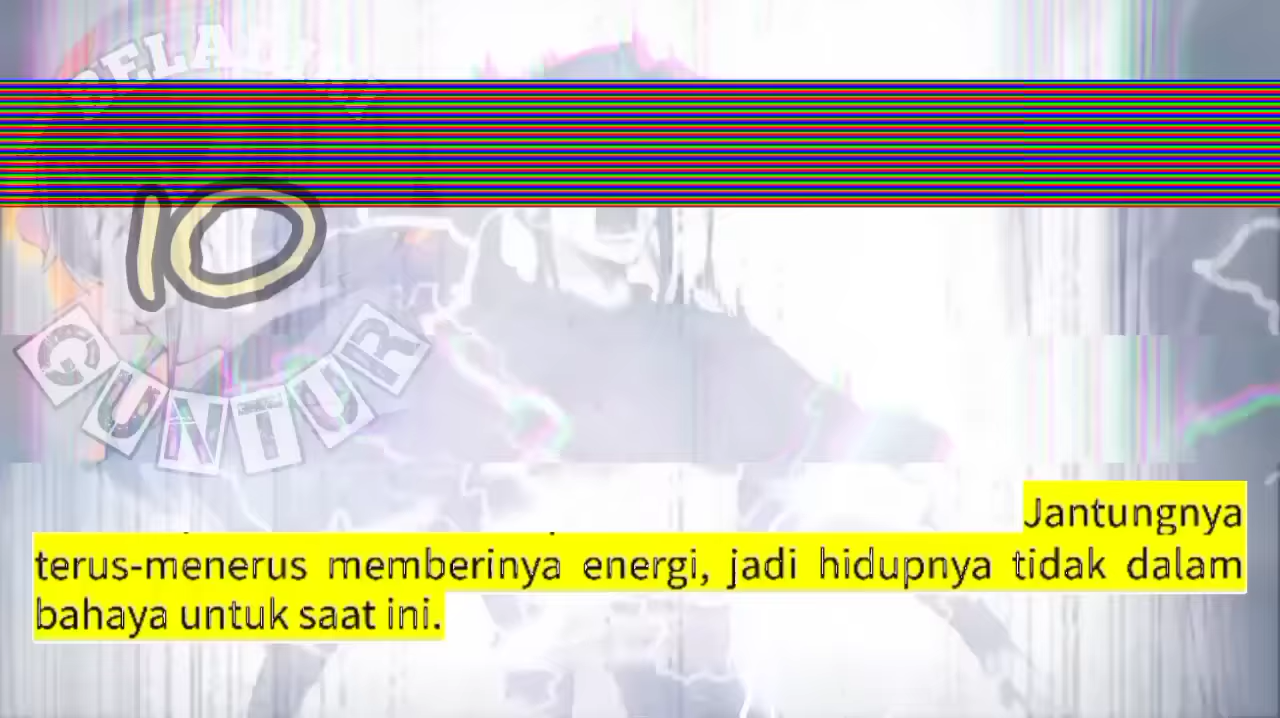 10
GUNTUR
Jantungnya
terus-menerus memberinya energi, jadi hidupnya tidak dalam
bahaya untuk saat ini.